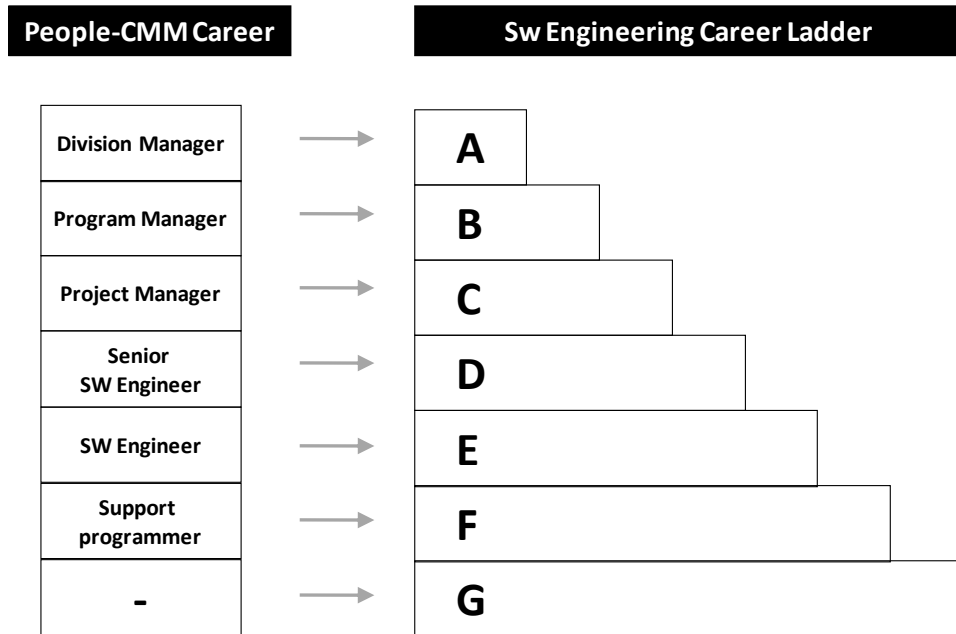 People-CMM Career
Sw Engineering Career Ladder
Division Manager
A
Program Manager
B
Project Manager
C
Senior
SW Engineer
D
SW Engineer
E
Support
programmer
F
-
G